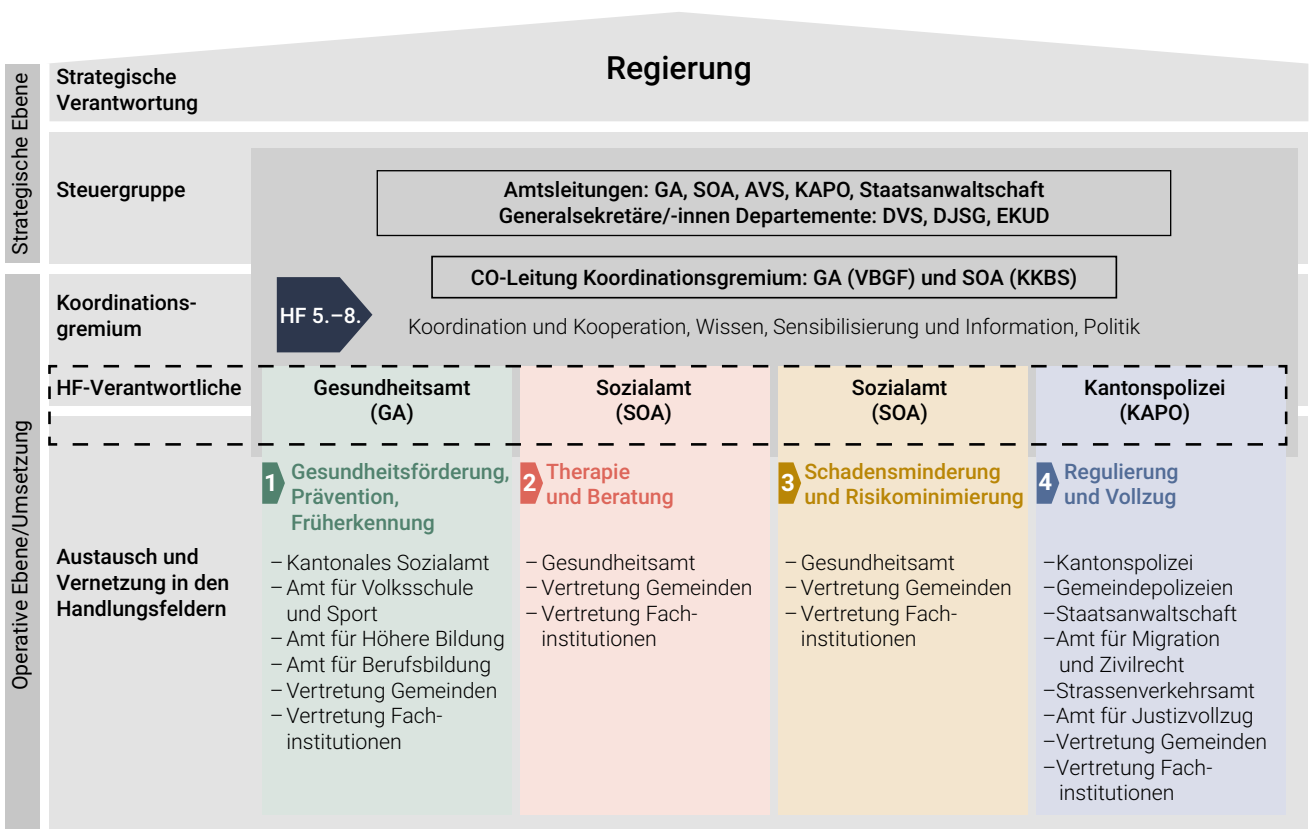 Strategische Ebene
Strategische
Verantwortung
Regierung
Steuergruppe
Amtsleitungen: GA, SOA, AVS, KAPO, Staatsanwaltschaft
Generalsekretäre/-innen Departemente: DVS, DJSG, EKUD
Operative Ebene/Umsetzung
Koordinations-
gremium
CO-Leitung Koordinationsgremium: GA (VBGF) und SOA (KKBS)
HF 5.–8.
Koordination und Kooperation, Wissen, Sensibilisierung und Information, Politik
HF-Verantwortliche
Gesundheitsamt
(GA)
Sozialamt
(SOA)
Sozialamt
(SOA)
Kantonspolizei
(KAPO)
Austausch und
Vernetzung in den
Handlungsfeldern
1 Gesundheitsförderung,
Prävention,
Früherkennung
– Kantonales Sozialamt
– Amt für Volksschule
und Sport
– Amt für Höhere Bildung
– Amt für Berufsbildung
– Vertretung Gemeinden
– Vertretung Fach-
institutionen
2 Therapie
und Beratung
– Gesundheitsamt
– Vertretung Gemeinden
– Vertretung Fach-
institutionen
3 Schadensminderung
und Risikominimierung
– Gesundheitsamt
– Vertretung Gemeinden
– Vertretung Fach-
institutionen
4 Regulierung
und Vollzug
–Kantonspolizei
–Gemeindepolizeien
–Staatsanwaltschaft
–Amt für Migration
und Zivilrecht
–Strassenverkehrsamt
–Amt für Justizvollzug
–Vertretung Gemeinden
–Vertretung Fach-
institutionen